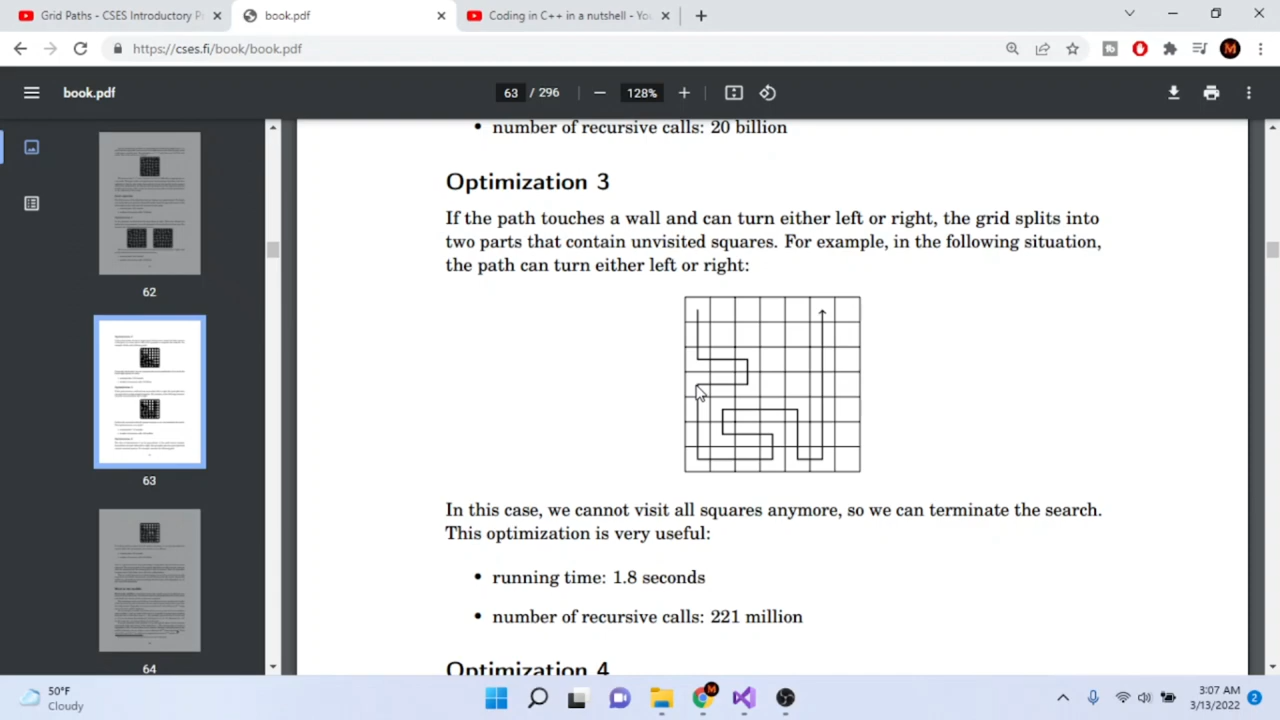 Grid Paths - CSES Introductory P
book.pdf
Coding in C++ in a nutshell - You
https://cses.fi/book/book.pdf
M
book.pdf
63 / 296
128%
62
63
64
• number of recursive calls: 20 billion
Optimization 3
If the path touches a wall and can turn either left or right, the grid splits into
two parts that contain unvisited squares. For example, in the following situation,
the path can turn either left or right:
In this case, we cannot visit all squares anymore, so we can terminate the search.
This optimization is very useful:
• running time: 1.8 seconds
• number of recursive calls: 221 million
Optimization 4
50°F
Cloudy
M
3:07 AM
3/13/2022
2